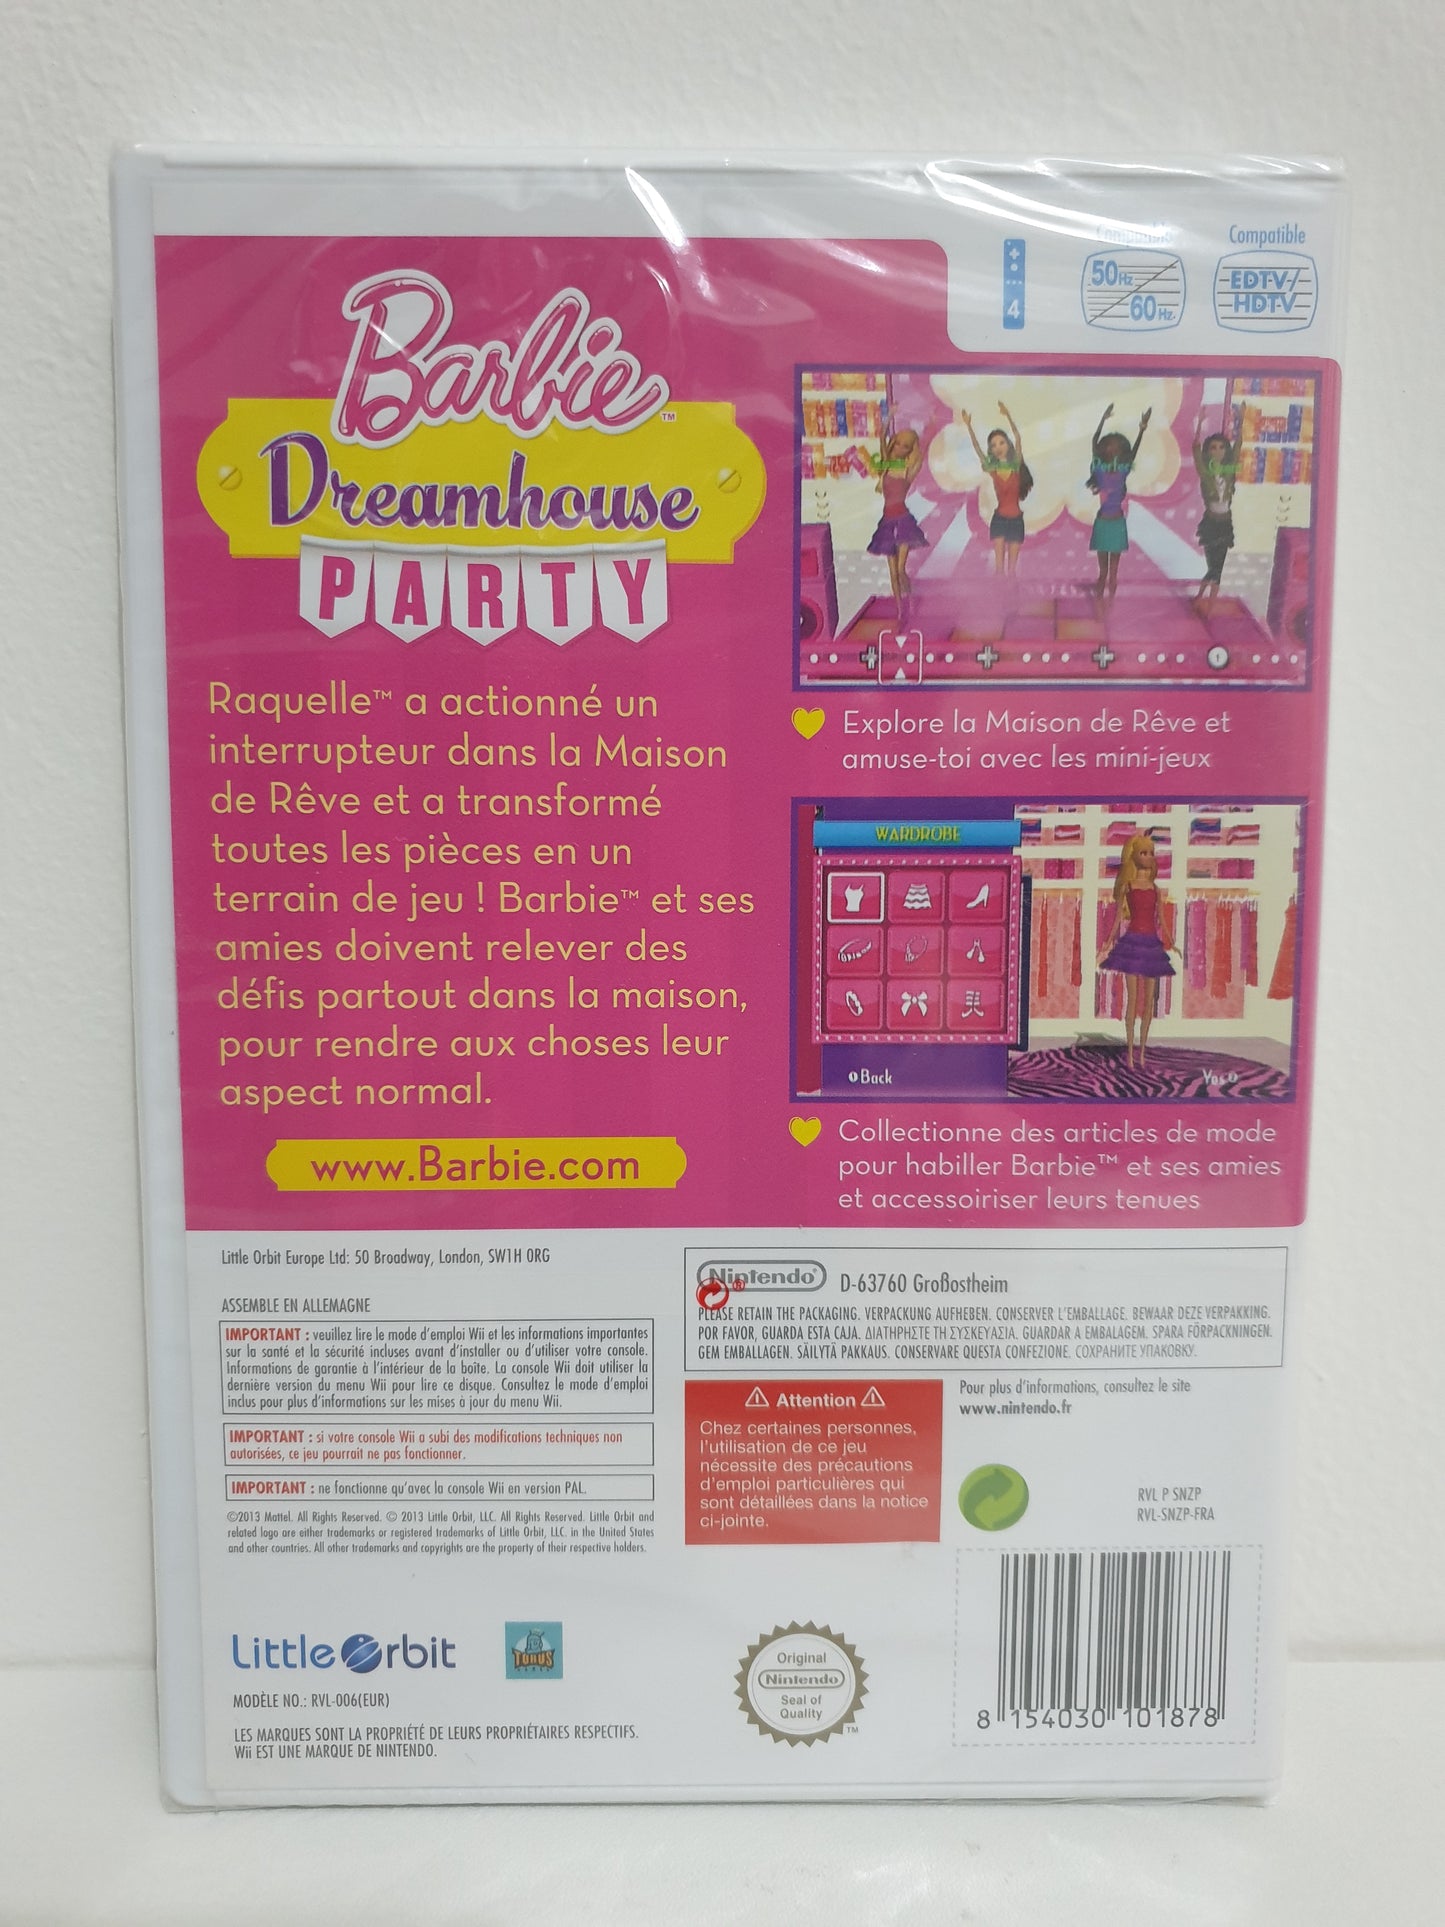 Compatible
50Hz
60Hz
Compatible
EDTV/
HDTV
4
Barbie™
Dreamhouse
PARTY
Raquelle™ a actionné un
interrupteur dans la Maison
de Rêve et a transformé
toutes les pièces en un
terrain de jeu ! Barbie™ et ses
amies doivent relever des
défis partout dans la maison,
pour rendre aux choses leur
aspect normal.
www.Barbie.com
Perfect
Explore la Maison de Rêve et
amuse-toi avec les mini-jeux
WARDROBE
Back
Yes
Collectionne des articles de mode
pour habiller Barbie™ et ses amies
et accessoiriser leurs tenues
Little Orbit Europe Ltd: 50 Broadway, London, SW1H 0RG
ASSEMBLE EN ALLEMAGNE
IMPORTANT : veuillez lire le mode d'emploi Wii et les informations importantes
sur la santé et la sécurité incluses avant d'installer ou d'utiliser votre console.
Informations de garantie à l'intérieur de la boîte. La console Wii doit utiliser la
dernière version du menu Wii pour lire ce disque. Consultez le mode d'emploi
inclus pour plus d'informations sur les mises à jour du menu Wii.
IMPORTANT : si votre console Wii a subi des modifications techniques non
autorisées, ce jeu pourrait ne pas fonctionner.
IMPORTANT : ne fonctionne qu'avec la console Wii en version PAL.
©2013 Mattel. All Rights Reserved. © 2013 Little Orbit, LLC. All Rights Reserved. Little Orbit and
related logo are either trademarks or registered trademarks of Little Orbit, LLC. in the United States
and other countries. All other trademarks and copyrights are the property of their respective holders.
Nintendo® D-63760 Großostheim
PLEASE RETAIN THE PACKAGING. VERPACKUNG AUFHEBEN. CONSERVER L'EMBALLAGE. BEWAAR DEZE VERPAKKING.
POR FAVOR, GUARDA ESTA CAJA. ΔΙΑΤΗΡΗΣΤΕ ΤΗ ΣΥΣΚΕΥΑΣΙΑ. GUARDAR A EMBALAGEM. SPARA FÖRPACKNINGEN.
GEM EMBALLAGEN. SÄILYTÄ PAKKAUS. CONSERVARE QUESTA CONFEZIONE. СОХРАНИТЕ УПАКОВКУ.
Attention
Chez certaines personnes,
l'utilisation de ce jeu
nécessite des précautions
d'emploi particulières qui
sont détaillées dans la notice
ci-jointe.
Pour plus d'informations, consultez le site
www.nintendo.fr
RVL P SNZP
RVL-SNZP-FRA
Little Orbit
TORUS
GAMES
MODÈLE NO.: RVL-006(EUR)
LES MARQUES SONT LA PROPRIÉTÉ DE LEURS PROPRIÉTAIRES RESPECTIFS.
Wii EST UNE MARQUE DE NINTENDO.
Original
Nintendo
Seal of
Quality
™
8 154030 101878